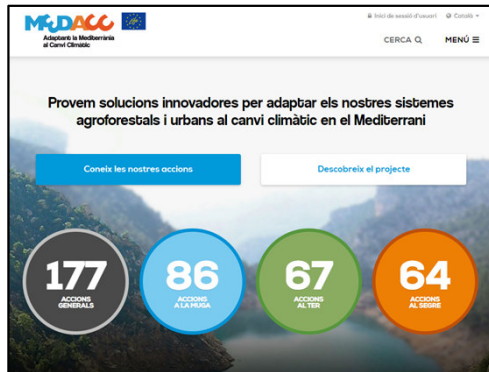 MEDACC
Adaptant la Mediterrània
al Canvi Climàtic
Inici de sessió d'usuari
Català
CERCA
MENÚ
Provem solucions innovadores per adaptar els nostres sistemes
agroforestals i urbans al canvi climàtic en el Mediterrani
Coneix les nostres accions
Descobreix el projecte
177
ACCIONS
GENERALS
86
ACCIONS
A LA MUGA
67
ACCIONS
AL TER
64
ACCIONS
AL SEGRE